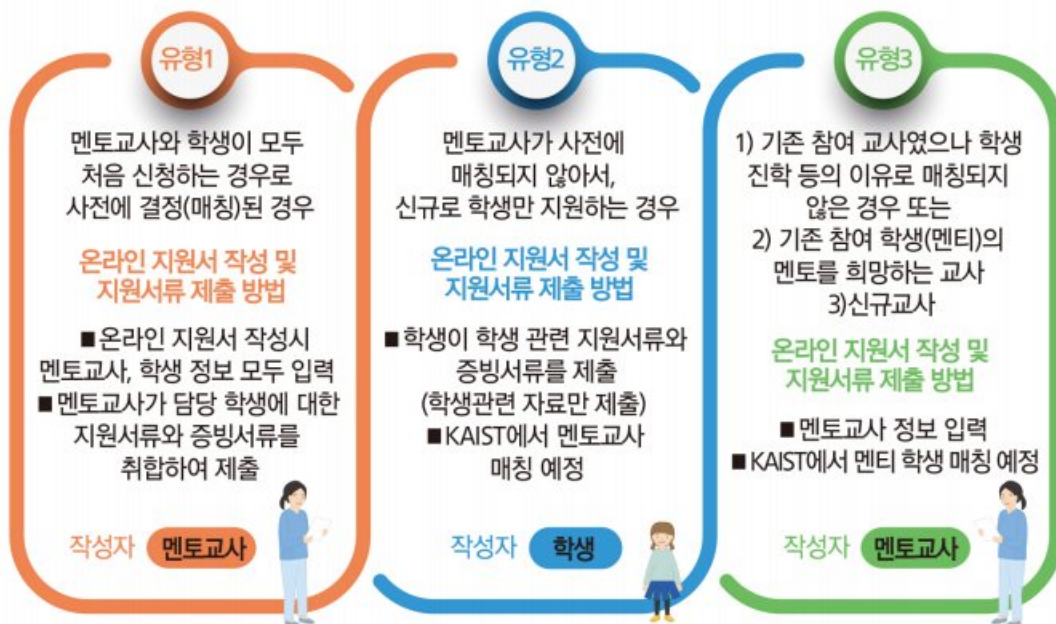 유형1
멘토교사와 학생이 모두
처음 신청하는 경우로
사전에 결정(매칭)된 경우
온라인 지원서 작성 및
지원서류 제출 방법
■ 온라인 지원서 작성시
멘토교사, 학생 정보 모두 입력
■ 멘토교사가 담당 학생에 대한
지원서류와 증빙서류를
취합하여 제출
작성자 멘토교사
유형2
멘토교사가 사전에
매칭되지 않아서,
신규로 학생만 지원하는 경우
온라인 지원서 작성 및
지원서류 제출 방법
■ 학생이 학생 관련 지원서류와
증빙서류를 제출
(학생관련 자료만 제출)
■ KAIST에서 멘토교사
매칭 예정
작성자 학생
유형3
1) 기존 참여 교사였으나 학생
진학 등의 이유로 매칭되지
않은 경우 또는
2) 기존 참여 학생(멘티)의
멘토를 희망하는 교사
3)신규교사
온라인 지원서 작성 및
지원서류 제출 방법
■ 멘토교사 정보 입력
■ KAIST에서 멘티 학생 매칭 예정
작성자 멘토교사